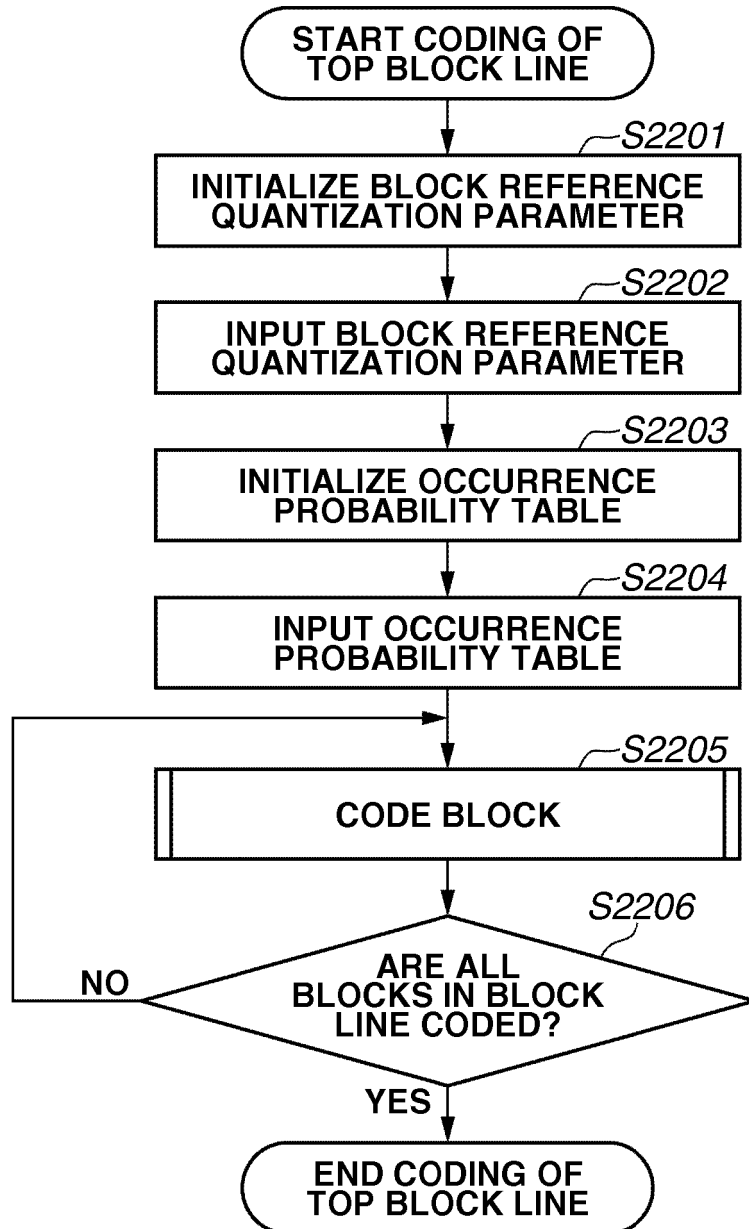 START CODING OF
TOP BLOCK LINE
S2201
INITIALIZE BLOCK REFERENCE
QUANTIZATION PARAMETER
S2202
INPUT BLOCK REFERENCE
QUANTIZATION PARAMETER
S2203
INITIALIZE OCCURRENCE
PROBABILITY TABLE
S2204
INPUT OCCURRENCE
PROBABILITY TABLE
S2205
CODE BLOCK
S2206
ARE ALL
BLOCKS IN BLOCK
LINE CODED?
NO
YES
END CODING OF
TOP BLOCK LINE